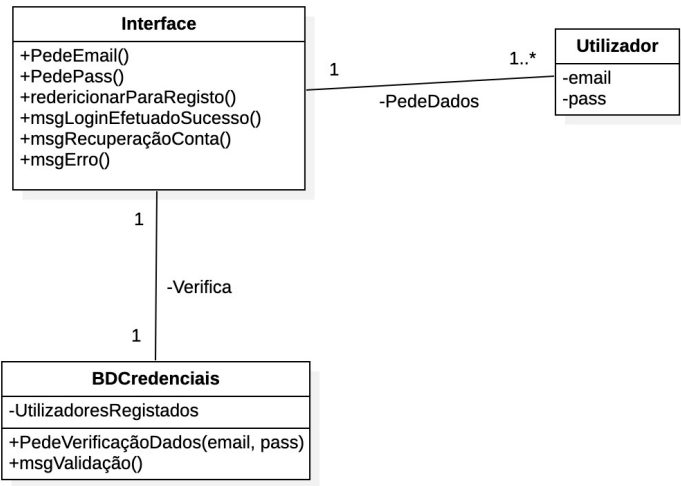 Interface
+PedeEmail()
+PedePass()
+redericionarParaRegisto()
+msgLoginEfetuadoSucesso()
+msgRecuperaçãoConta()
+msgErro()
1
1..*
-PedeDados
Utilizador
-email
-pass
1
-Verifica
1
BDCredenciais
-UtilizadoresRegistados
+PedeVerificaçãoDados(email, pass)
+msgValidação()